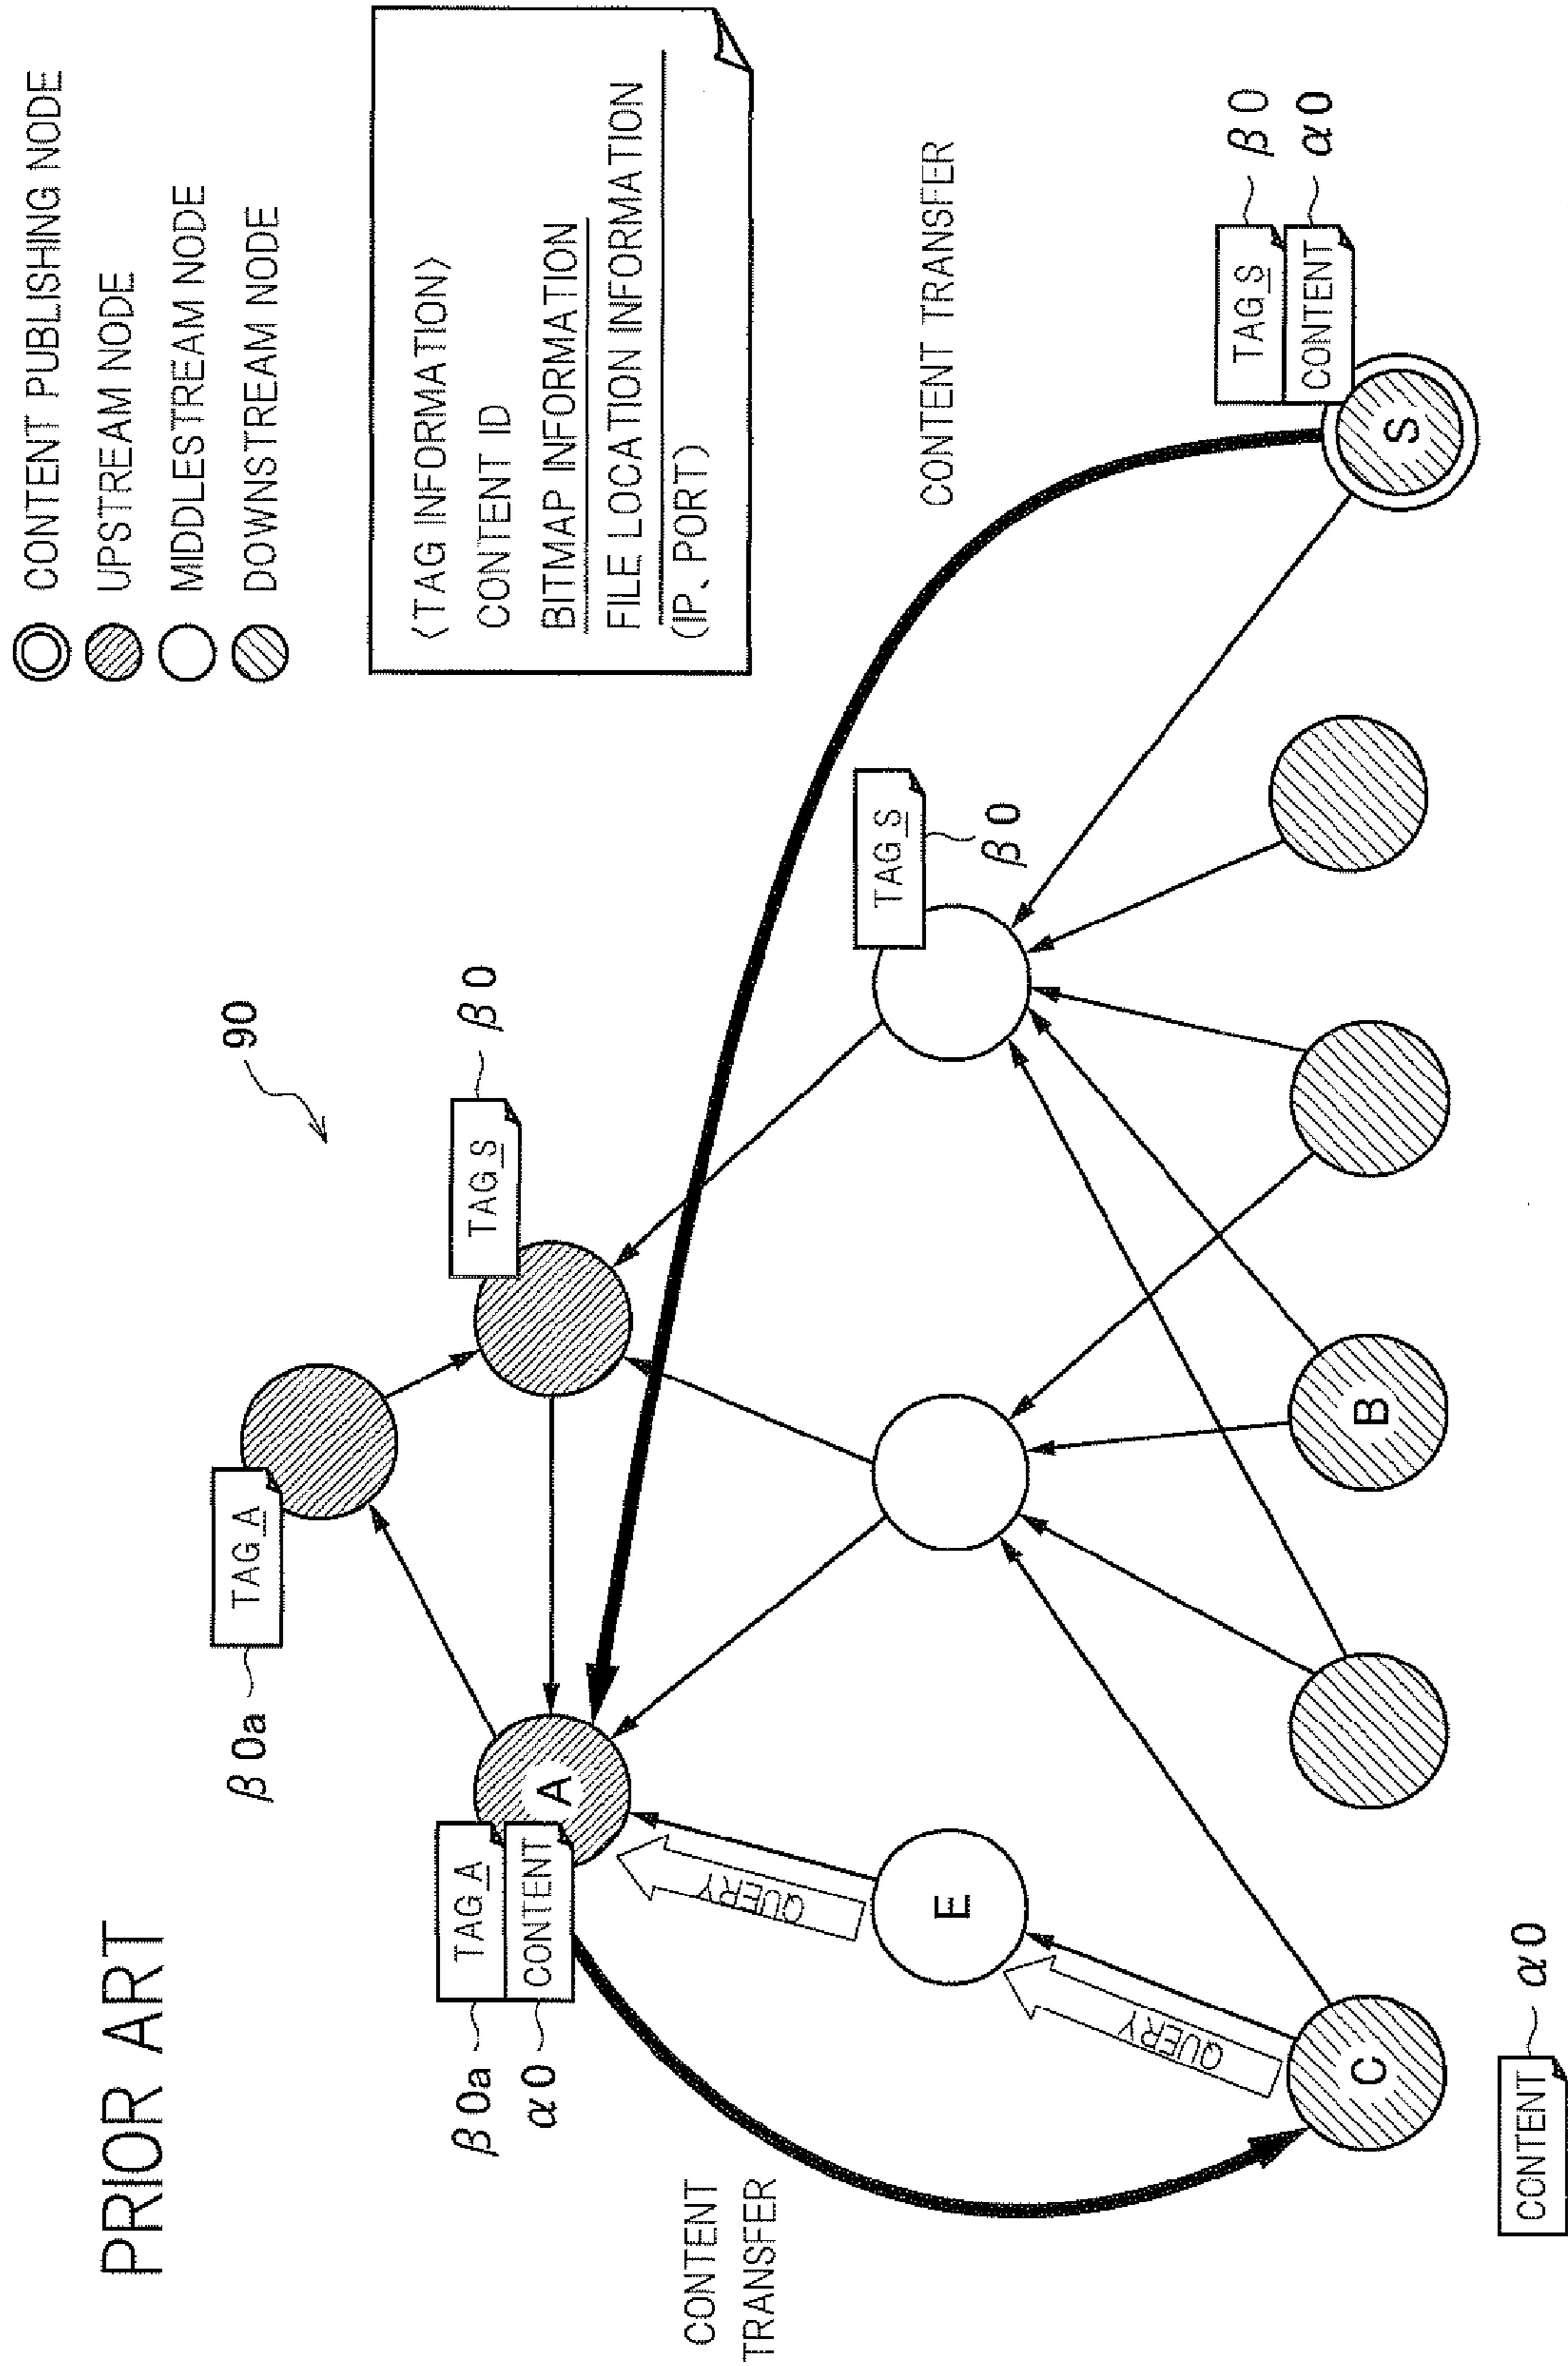 PRIOR ART
CONTENT PUBLISHING NODE
UPSTREAM NODE
MIDDLESTREAM NODE
DOWNSTREAM NODE
90
β0a
TAG A
TAG S
β0
β0a
α0
TAG A
CONTENT
A
<TAG INFORMATION>
CONTENT ID
BITMAP INFORMATION
FILE LOCATION INFORMATION
(IP、PORT)
CONTENT
TRANSFER
QUERY
E
TAG S
β0
CONTENT TRANSFER
QUERY
C
B
TAG S
CONTENT
β0
α0
S
CONTENT
α0